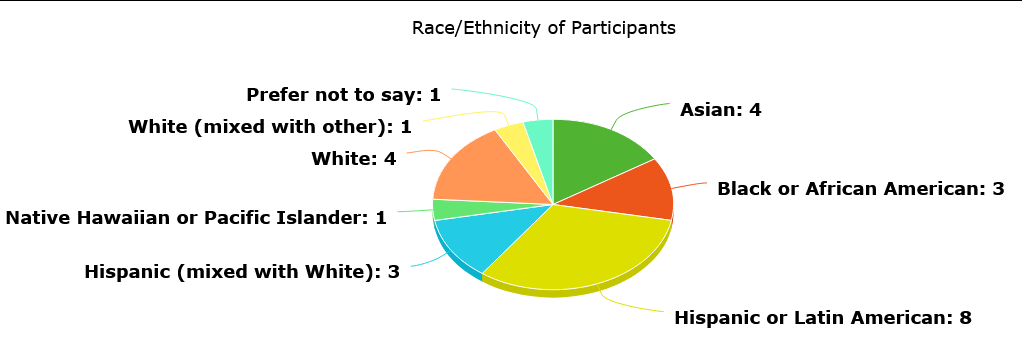 Race/Ethnicity of Participants
Prefer not to say: 1
Asian: 4
White (mixed with other): 1
White: 4
Black or African American: 3
Native Hawaiian or Pacific Islander: 1
Hispanic (mixed with White): 3
Hispanic or Latin American: 8